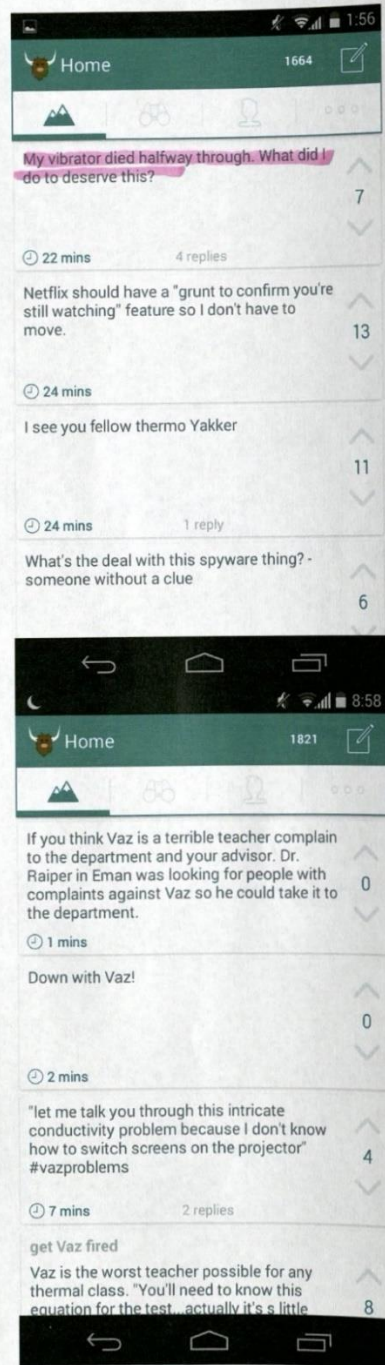 1:56
Home
1664
My vibrator died halfway through. What did I
do to deserve this?
7
22 mins
4 replies
Netflix should have a "grunt to confirm you're
still watching" feature so I don't have to
move.
13
24 mins
I see you fellow thermo Yakker
11
24 mins
1 reply
What's the deal with this spyware thing? -
someone without a clue
6
8:58
Home
1821
If you think Vaz is a terrible teacher complain
to the department and your advisor. Dr.
Raiper in Eman was looking for people with
complaints against Vaz so he could take it to
the department.
0
1 mins
Down with Vaz!
0
2 mins
"let me talk you through this intricate
conductivity problem because I don't know
how to switch screens on the projector"
#vazproblems
4
7 mins
2 replies
get Vaz fired
Vaz is the worst teacher possible for any
thermal class. "You'll need to know this
equation for the test...actually it's s little
8